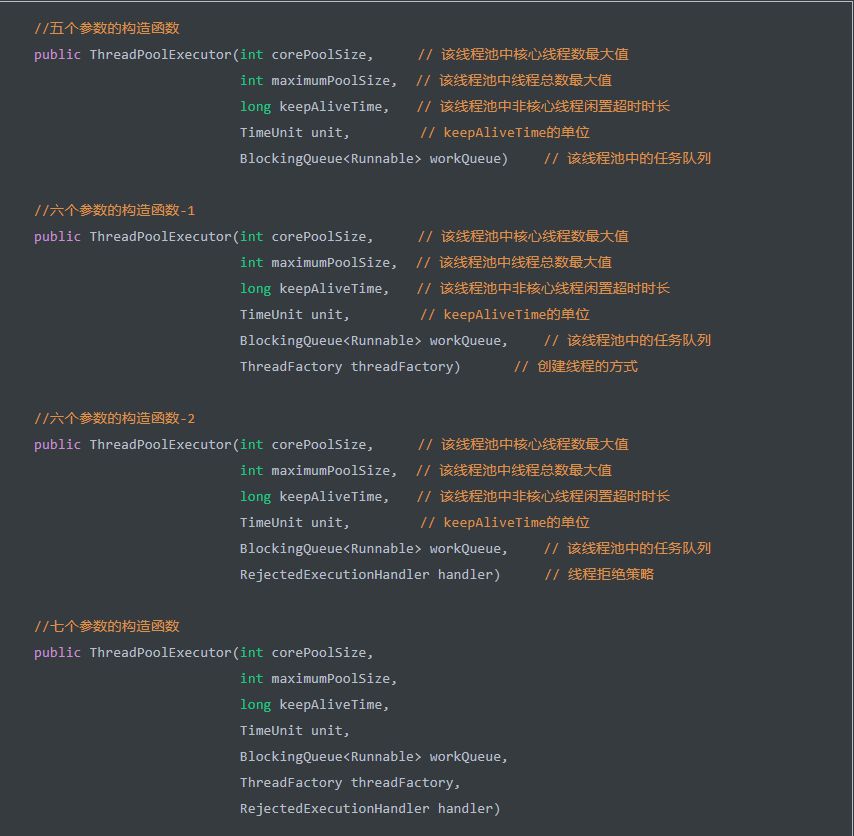 //五个参数的构造函数
public ThreadPoolExecutor(int corePoolSize, // 该线程池中核心线程数最大值
int maximumPoolSize, // 该线程池中线程总数最大值
long keepAliveTime, // 该线程池中非核心线程闲置超时时长
TimeUnit unit, // keepAliveTime的单位
BlockingQueue<Runnable> workQueue) // 该线程池中的任务队列
//六个参数的构造函数-1
public ThreadPoolExecutor(int corePoolSize, // 该线程池中核心线程数最大值
int maximumPoolSize, // 该线程池中线程总数最大值
long keepAliveTime, // 该线程池中非核心线程闲置超时时长
TimeUnit unit, // keepAliveTime的单位
BlockingQueue<Runnable> workQueue, // 该线程池中的任务队列
ThreadFactory threadFactory) // 创建线程的方式
//六个参数的构造函数-2
public ThreadPoolExecutor(int corePoolSize, // 该线程池中核心线程数最大值
int maximumPoolSize, // 该线程池中线程总数最大值
long keepAliveTime, // 该线程池中非核心线程闲置超时时长
TimeUnit unit, // keepAliveTime的单位
BlockingQueue<Runnable> workQueue, // 该线程池中的任务队列
RejectedExecutionHandler handler) // 线程拒绝策略
//七个参数的构造函数
public ThreadPoolExecutor(int corePoolSize,
int maximumPoolSize,
long keepAliveTime,
TimeUnit unit,
BlockingQueue<Runnable> workQueue,
ThreadFactory threadFactory,
RejectedExecutionHandler handler)